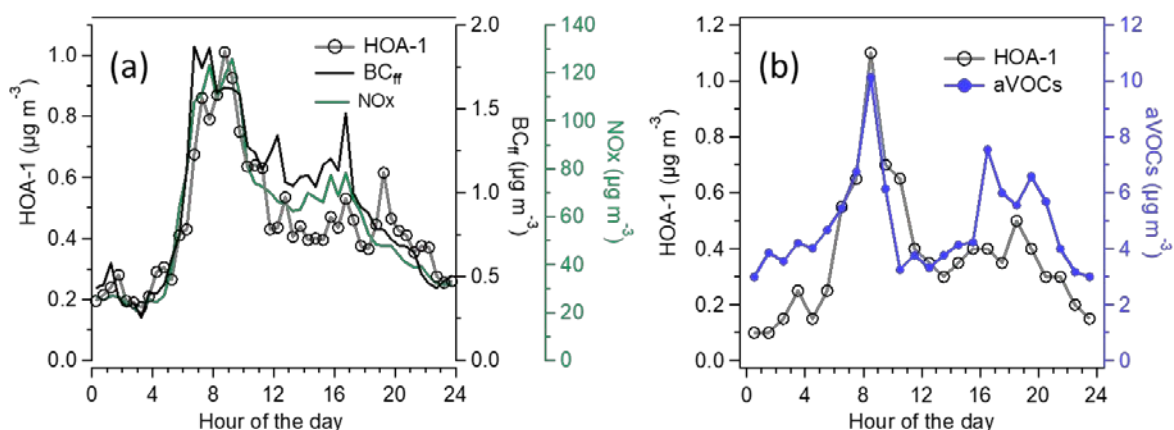 (a)
HOA-1
BCff
NOx
HOA-1 (µg m-3)
1.0
0.8
0.6
0.4
0.2
0.0
2.0
1.5
1.0
0.5
0.0
BCff (µg m-3)
140
120
100
80
60
40
20
0
NOx (µg m-3)
0 4 8 12 16 20 24
Hour of the day
(b)
HOA-1
aVOCs
HOA-1 (µg m-3)
1.2
1.0
0.8
0.6
0.4
0.2
0.0
12
10
8
6
4
2
0
aVOCs (µg m-3)
0 4 8 12 16 20 24
Hour of the day